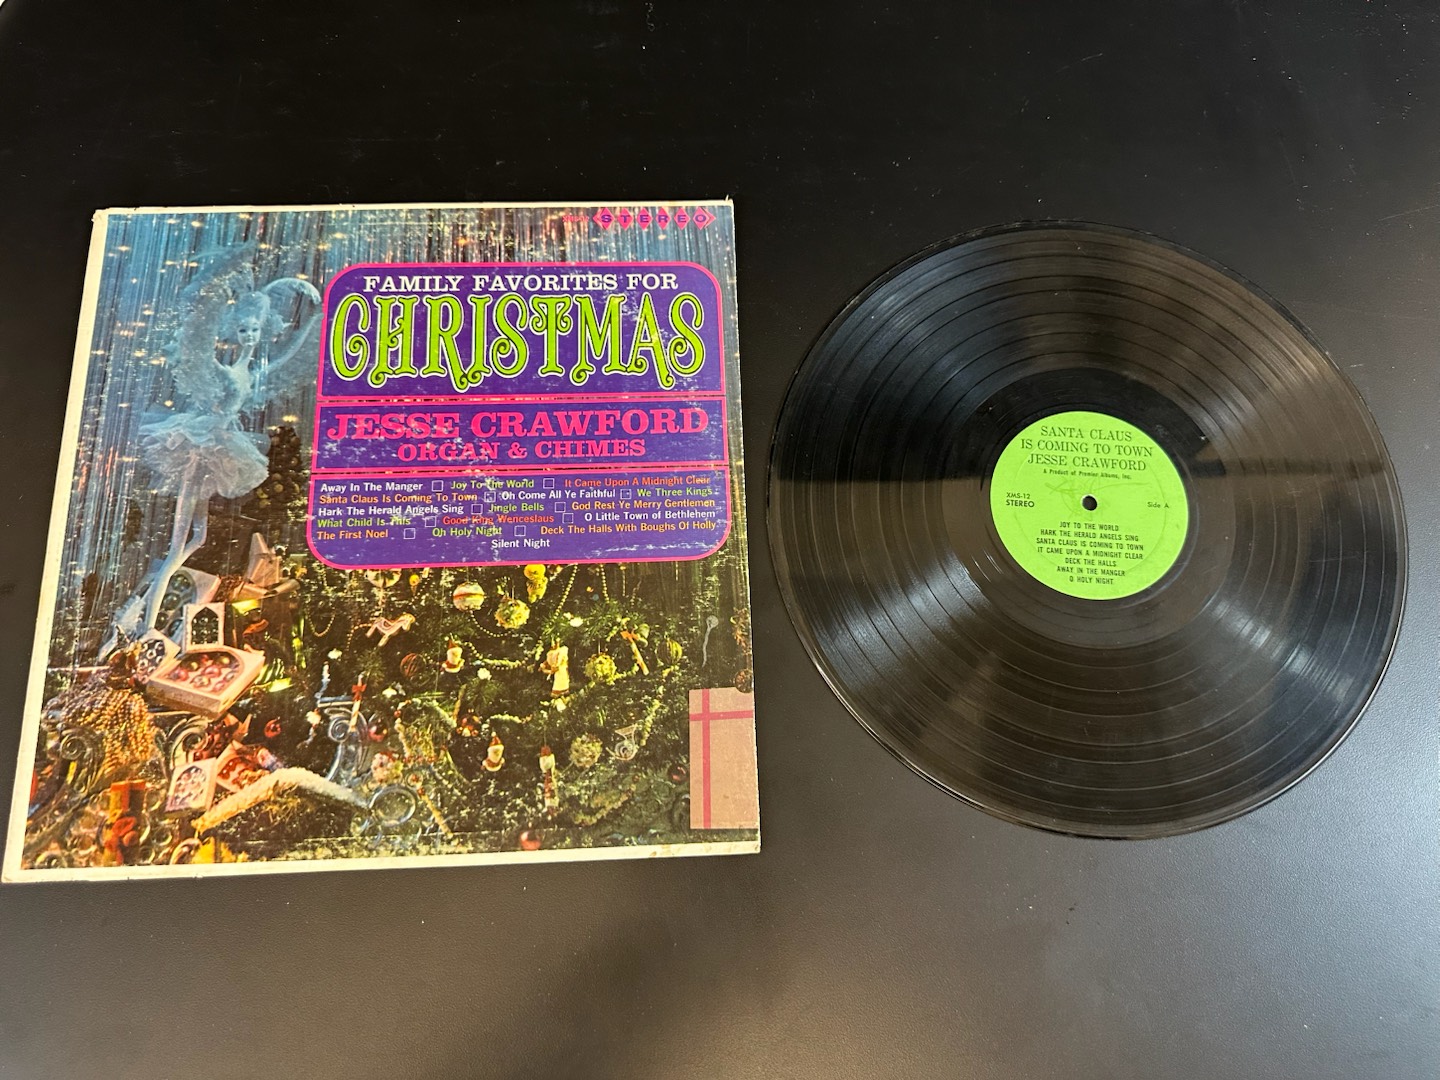 STEREO
FAMILY FAVORITES FOR
CHRISTMAS
JESSE CRAWFORD
ORGAN & CHIMES
Away In The Manger □ Joy To The World □ It Came Upon A Midnight Clear
Santa Claus Is Coming To Town □ Oh Come All Ye Faithful □ We Three Kings
Hark The Herald Angels Sing □ Jingle Bells □ God Rest Ye Merry Gentlemen
What Child Is This □ Good King Wenceslaus □ O Little Town of Bethlehem
The First Noel □ Oh Holy Night □ Deck The Halls With Boughs Of Holly
Silent Night
SANTA CLAUS
IS COMING TO TOWN
JESSE CRAWFORD
A Product of Premier Albums, Inc.
XMS-12
STEREO
Side A
JOY TO THE WORLD
HARK THE HERALD ANGELS SING
SANTA CLAUS IS COMING TO TOWN
IT CAME UPON A MIDNIGHT CLEAR
DECK THE HALLS
AWAY IN THE MANGER
O HOLY NIGHT